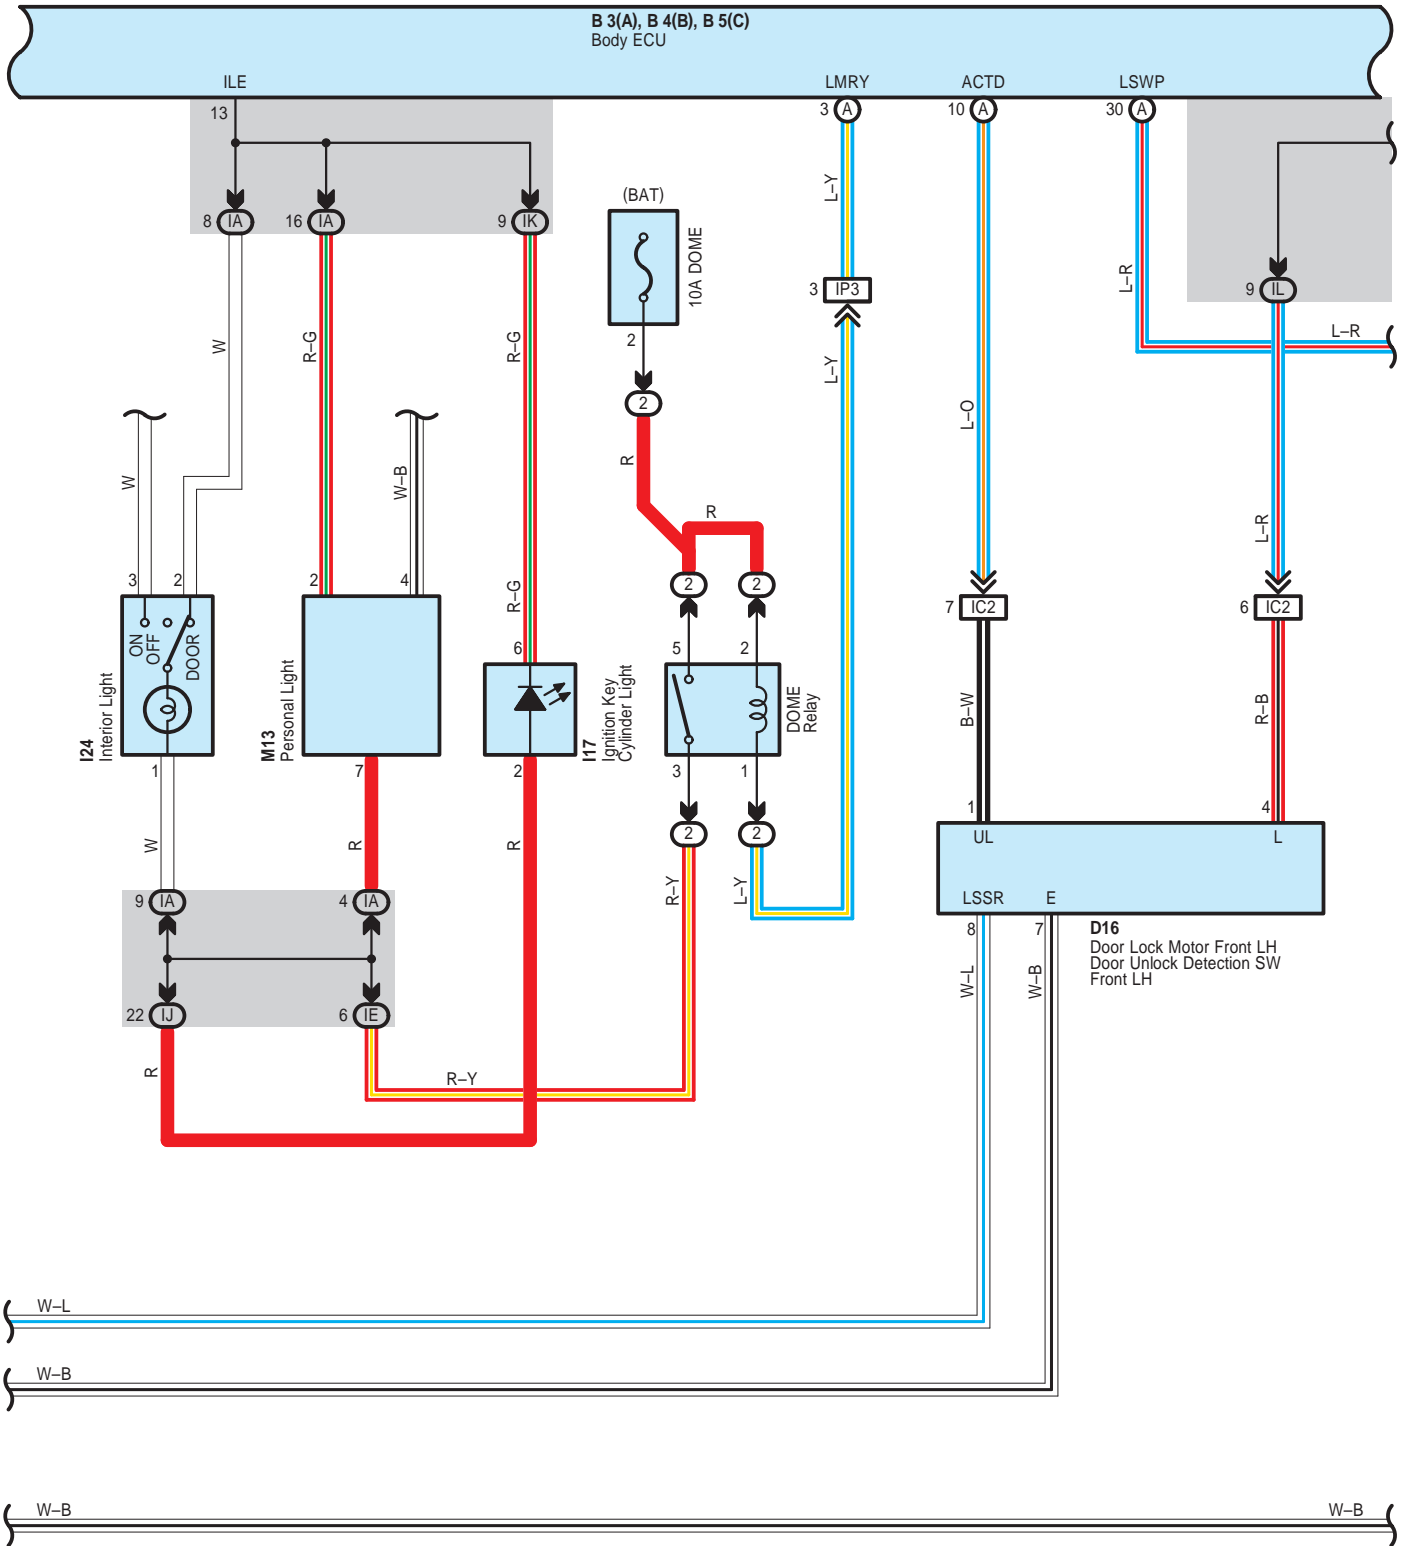 B 3(A), B 4(B), B 5(C)
Body ECU
ILE
LMRY
ACTD
LSWP
13
3 A
10 A
30 A
(BAT)
L–Y
8 IA
16 IA
9 IK
10A DOME
L–R
3 IP3
9 IL
L–R
W
R–G
R–G
2
L–Y
2
L–O
W
W–B
R
R
L–R
3
2
2
4
R–G
2
2
7 IC2
6 IC2
ON
OFF
DOOR
6
5
2
I24
Interior Light
M13
Personal Light
I17
Ignition Key
Cylinder Light
DOME
Relay
B–W
R–B
1
7
2
3
1
1
4
W
R
R
2
2
UL
L
R–Y
L–Y
9 IA
4 IA
LSSR
E
8
7
D16
Door Lock Motor Front LH
Door Unlock Detection SW
Front LH
W–L
W–B
22 IJ
6 IE
R
R–Y
W–L
W–B
W–B
W–B